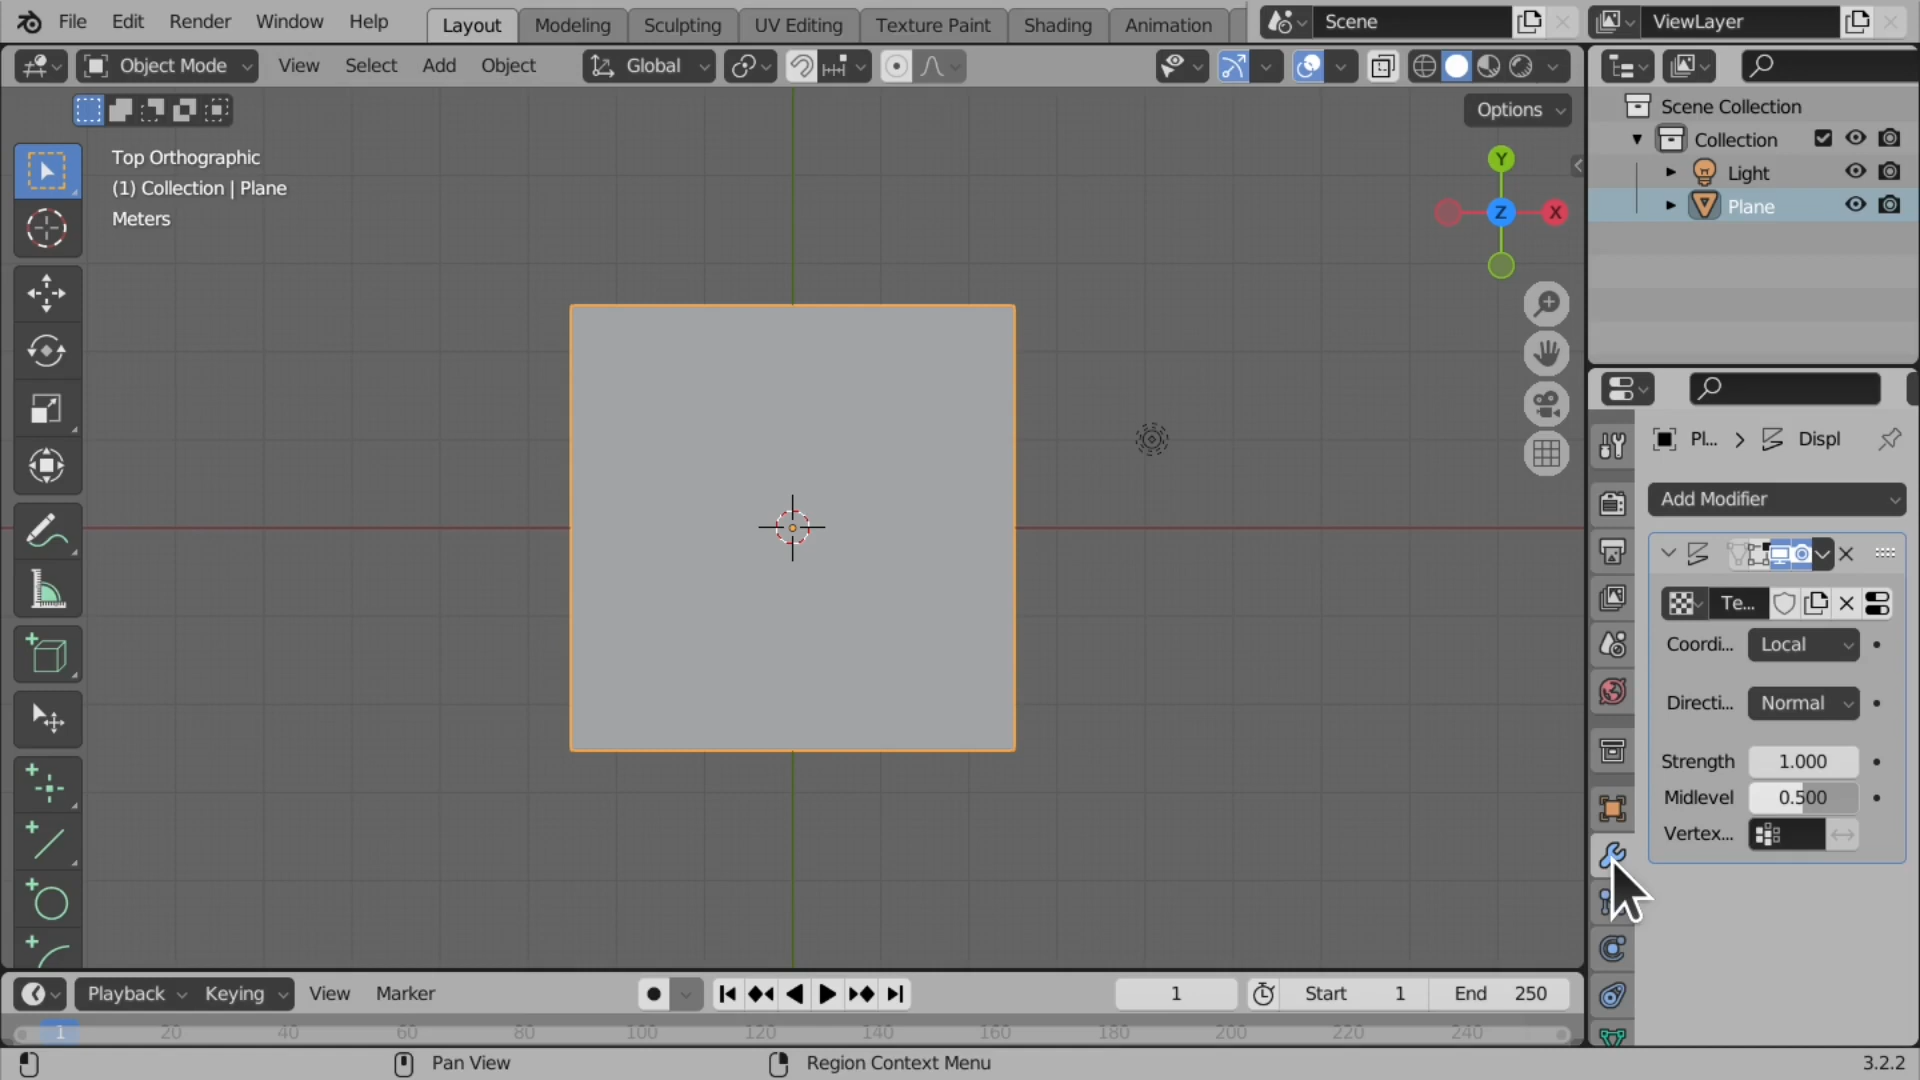 File Edit Render Window Help
Layout Modeling Sculpting UV Editing Texture Paint Shading Animation
Scene
ViewLayer
Object Mode View Select Add Object
Global
Options
Top Orthographic
(1) Collection | Plane
Meters
Y
Z
X
Scene Collection
Collection
Light
Plane
Pl... Displ
Add Modifier
Te...
Coordi... Local
Directi... Normal
Strength 1.000
Midlevel 0.500
Vertex...
Playback Keying View Marker
1
Start 1
End 250
1 20 40 60 80 100 120 140 160 180 200 220 240
Pan View
Region Context Menu
3.2.2